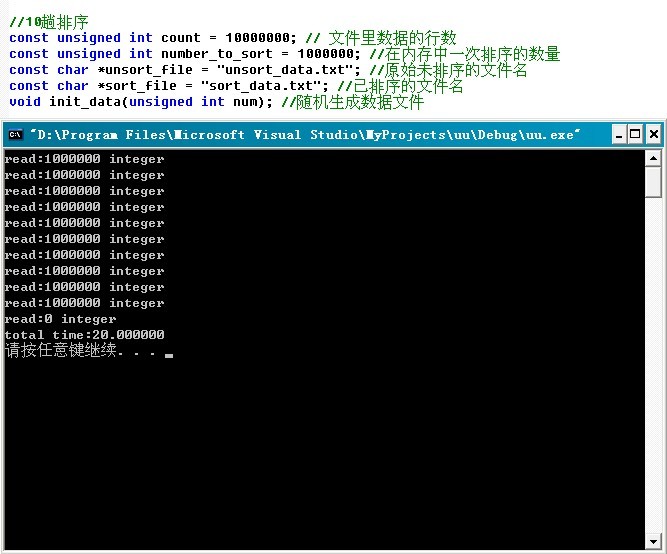 //10趟排序
const unsigned int count = 10000000; // 文件里数据的行数
const unsigned int number_to_sort = 1000000; //在内存中一次排序的数量
const char *unsort_file = "unsort_data.txt"; //原始未排序的文件名
const char *sort_file = "sort_data.txt"; //已排序的文件名
void init_data(unsigned int num); //随机生成数据文件
"D:\Program Files\Microsoft Visual Studio\MyProjects\uu\Debug\uu.exe"
read:1000000 integer
read:1000000 integer
read:1000000 integer
read:1000000 integer
read:1000000 integer
read:1000000 integer
read:1000000 integer
read:1000000 integer
read:1000000 integer
read:1000000 integer
read:0 integer
total time:20.000000
请按任意键继续. . .